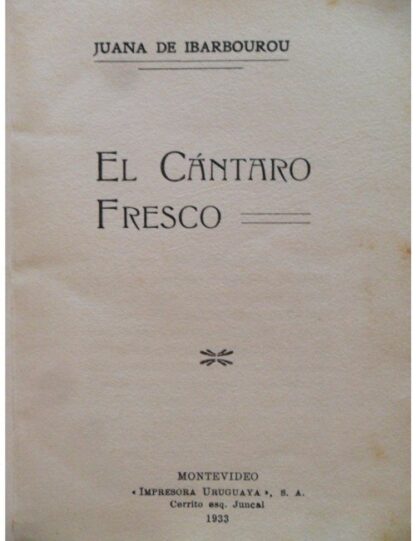 JUANA DE IBARBOUROU
EL CÁNTARO
FRESCO
MONTEVIDEO
« IMPRESORA URUGUAYA », S. A.
Cerrito esq. Juncal
1933